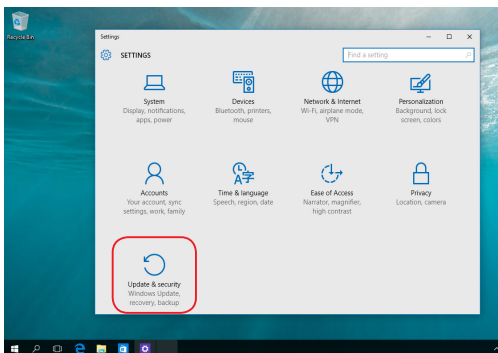 Recycle Bin
Settings
SETTINGS
Find a setting
System
Display, notifications,
apps, power
Devices
Bluetooth, printers,
mouse
Network & Internet
Wi-Fi, airplane mode,
VPN
Personalization
Background, lock
screen, colors
Accounts
Your account, sync
settings, work, family
Time & language
Speech, region, date
Ease of Access
Narrator, magnifier,
high contrast
Privacy
Location, camera
Update & security
Windows Update,
recovery, backup